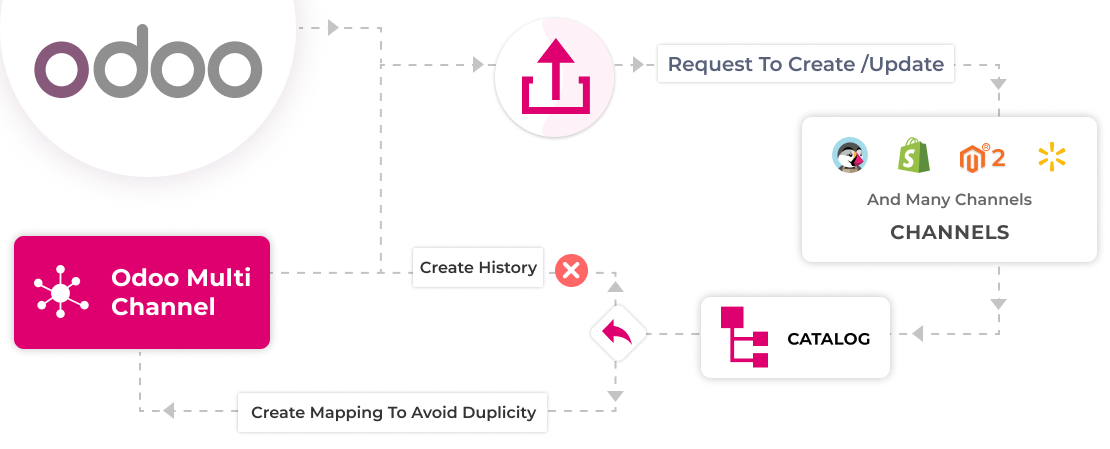 odoo
Request To Create /Update
® 2
And Many Channels
CHANNELS
Odoo Multi
Channel
Create History
CATALOG
Create Mapping To Avoid Duplicity